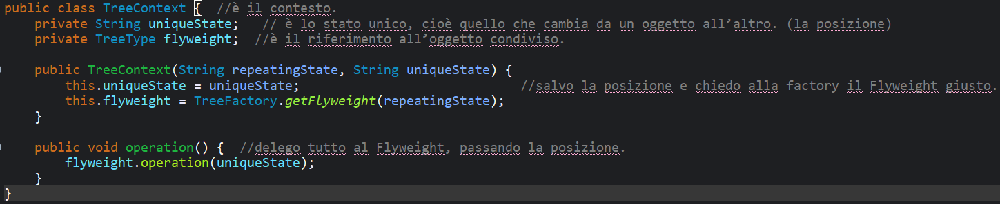 public class TreeContext {  //è il contesto.
    private String uniqueState;   // è lo stato unico, cioè quello che cambia da un oggetto all’altro. (la posizione)
    private TreeType flyweight;  //è il riferimento all’oggetto condiviso.
    public TreeContext(String repeatingState, String uniqueState) {
        this.uniqueState = uniqueState;                             //salvo la posizione e chiedo alla factory il Flyweight giusto.
        this.flyweight = TreeFactory.getFlyweight(repeatingState);
    }
    public void operation() {  //delego tutto al Flyweight, passando la posizione.
        flyweight.operation(uniqueState);
    }
}